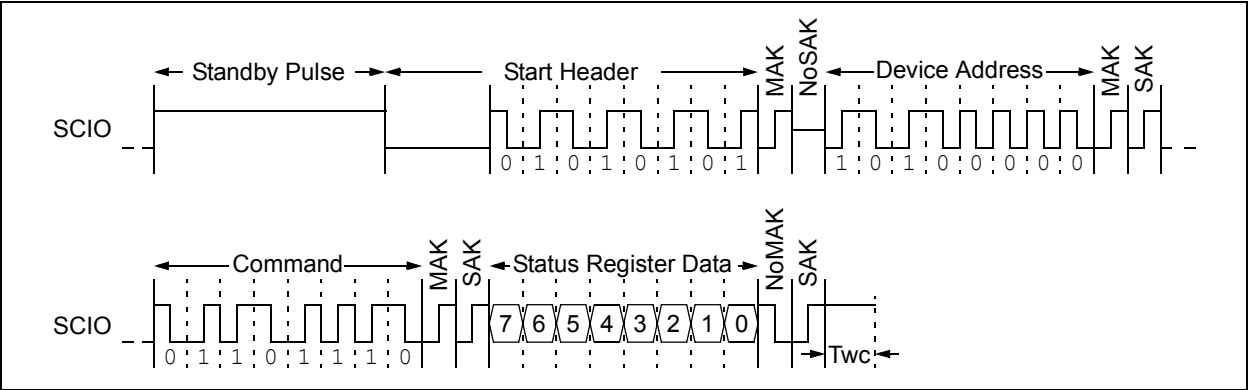 Standby Pulse Start Header MAK NoSAK Device Address MAK SAK
SCIO
0 1 0 1 0 1 0 1 1 0 1 0 0 0 0 0
Command MAK SAK Status Register Data NoMAK SAK
SCIO 7 6 5 4 3 2 1 0
0 1 1 0 1 1 1 0 Twc